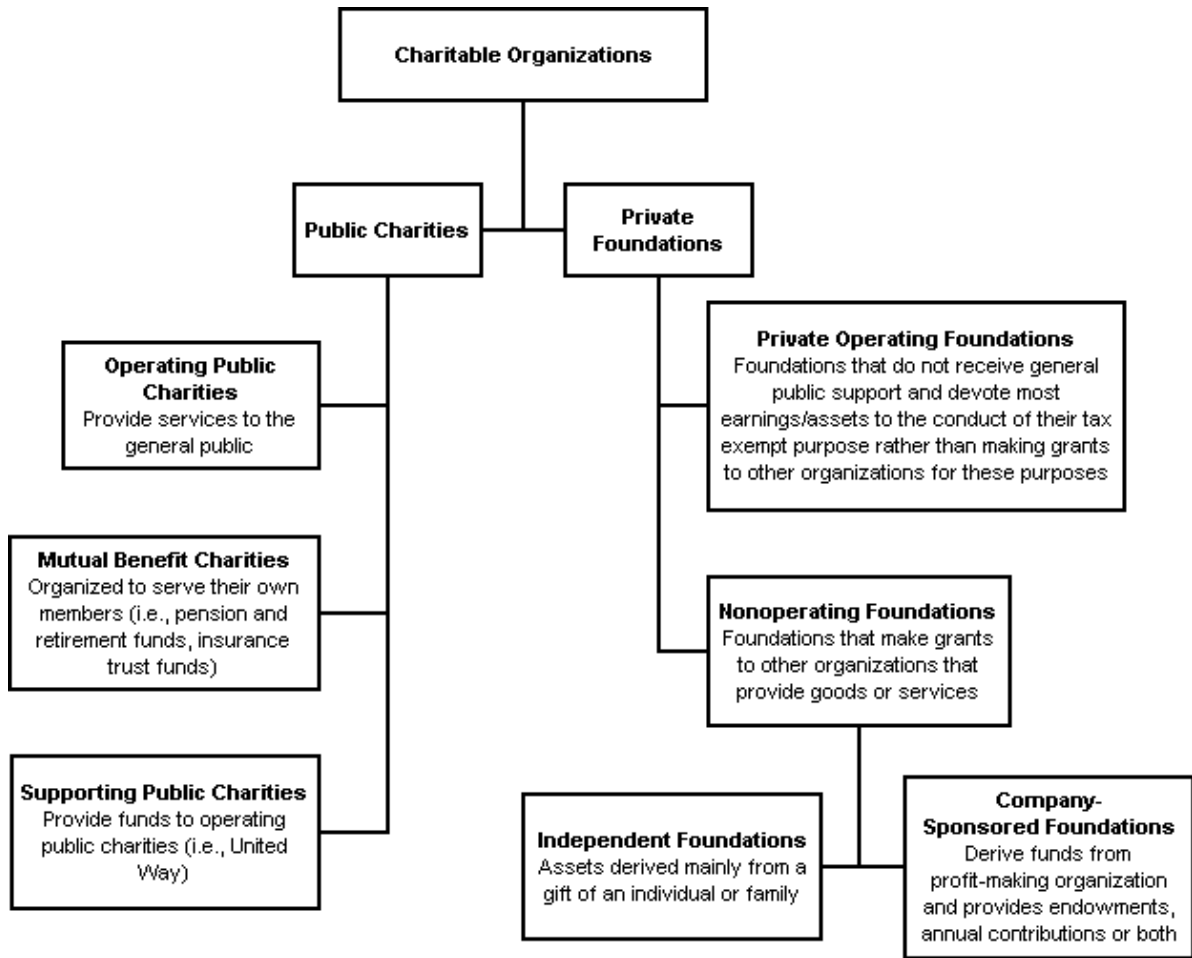 Charitable Organizations
Public Charities
Private
Foundations
Operating Public
Charities
Provide services to the
general public
Mutual Benefit Charities
Organized to serve their own
members (i.e., pension and
retirement funds, insurance
trust funds)
Supporting Public Charities
Provide funds to operating
public charities (i.e., United
Way)
Private Operating Foundations
Foundations that do not receive general
public support and devote most
earnings/assets to the conduct of their tax
exempt purpose rather than making grants
to other organizations for these purposes
Nonoperating Foundations
Foundations that make grants
to other organizations that
provide goods or services
Independent Foundations
Assets derived mainly from a
gift of an individual or family
Company-
Sponsored Foundations
Derive funds from
profit-making organization
and provides endowments,
annual contributions or both